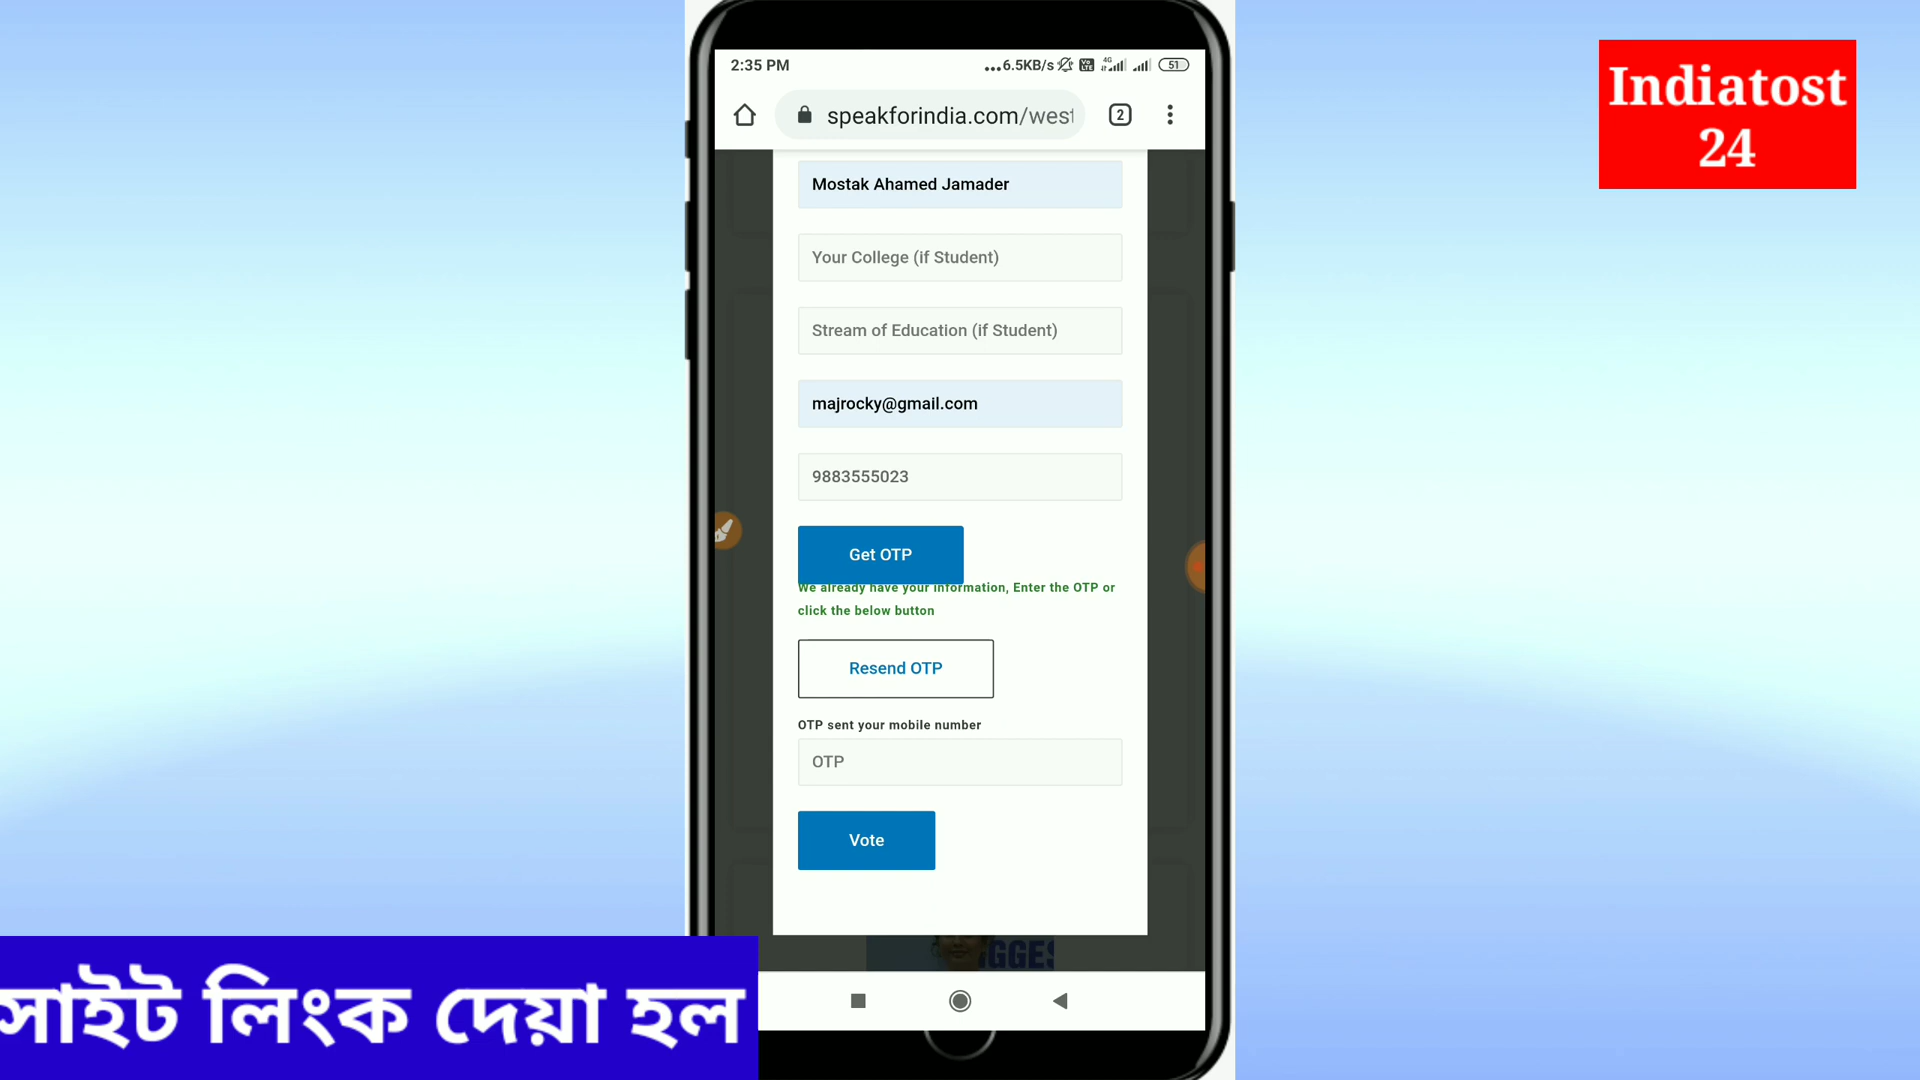 2:35 PM
...6.5KB/s
4G
51
speakforindia.com/west
2
Indiatost
24
Mostak Ahamed Jamader
Your College (if Student)
Stream of Education (if Student)
majrocky@gmail.com
9883555023
Get OTP
We already have your information, Enter the OTP or
click the below button
Resend OTP
OTP sent your mobile number
OTP
Vote
সাইট লিংক দেয়া হল